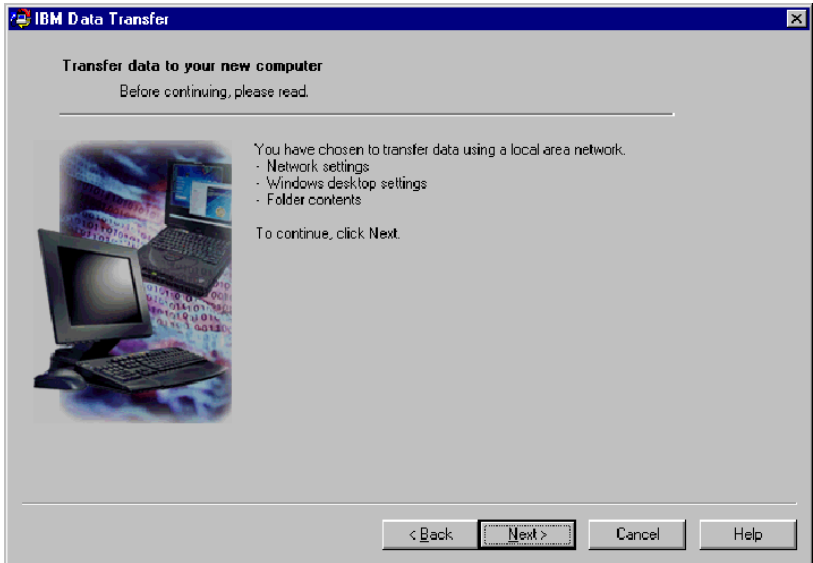 IBM Data Transfer
Transfer data to your new computer
Before continuing, please read.
You have chosen to transfer data using a local area network.
- Network settings
- Windows desktop settings
- Folder contents
To continue, click Next.
< Back Next > Cancel Help